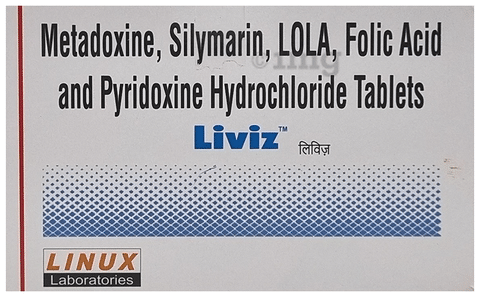 Metadoxine, Silymarin, LOLA, Folic Acid
and Pyridoxine Hydrochloride Tablets
Liviz™ लिविज़
LINUX
Laboratories